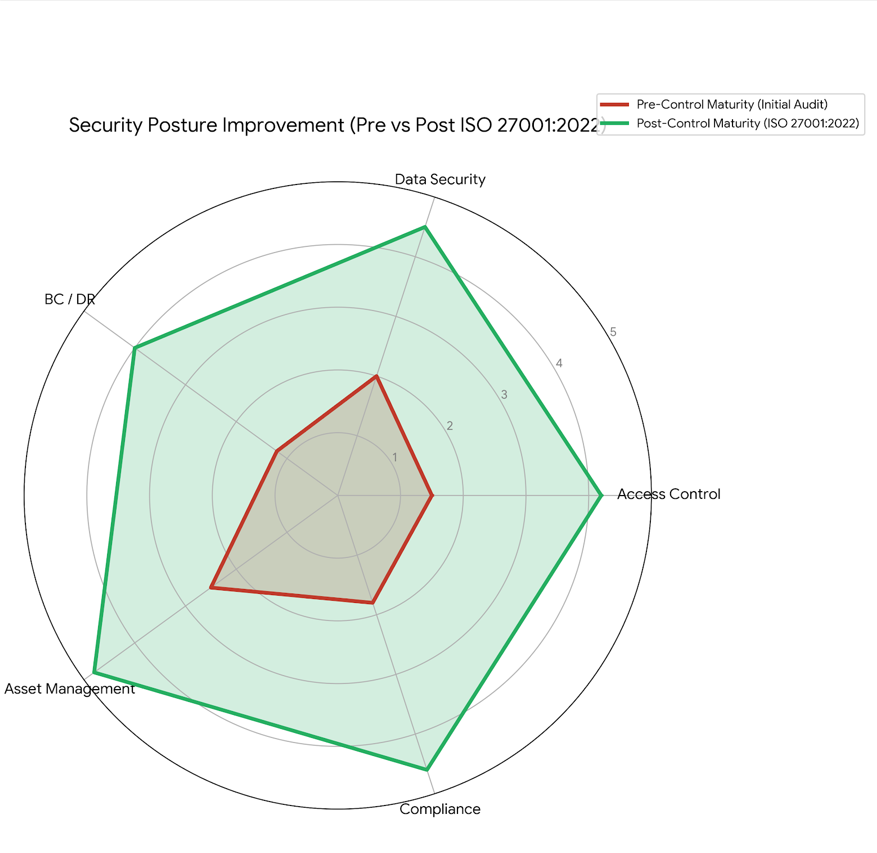 Pre-Control Maturity (Initial Audit)
Security Posture Improvement (Pre vs Post ISO 27001:2022)
Post-Control Maturity (ISO 27001:2022)
Data Security
BC / DR
5
4
3
2
1
Access Control
Asset Management
Compliance